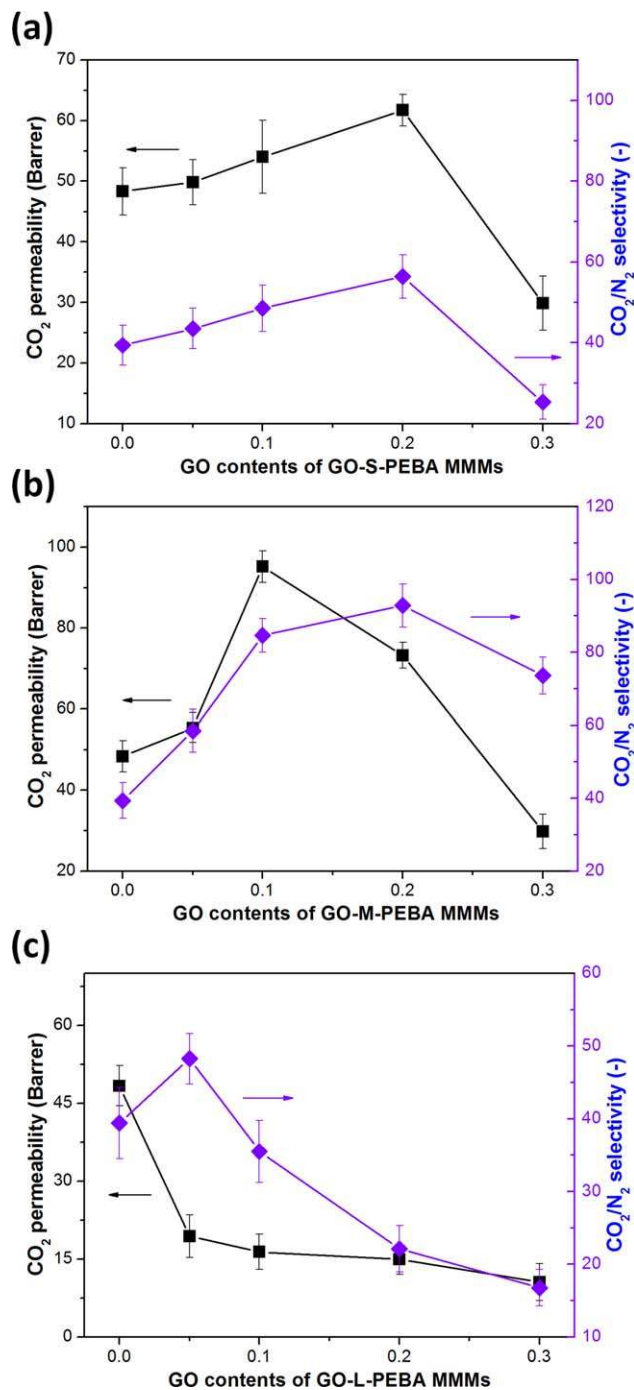 (a)
CO₂ permeability (Barrer)
70
60
50
40
30
20
10
100
80
60
40
20
CO₂/N₂ selectivity (-)
0.0 0.1 0.2 0.3
GO contents of GO-S-PEBA MMMs
(b)
CO₂ permeability (Barrer)
100
80
60
40
20
120
100
80
60
40
20
CO₂/N₂ selectivity (-)
0.0 0.1 0.2 0.3
GO contents of GO-M-PEBA MMMs
(c)
CO₂ permeability (Barrer)
60
45
30
15
0
60
50
40
30
20
10
CO₂/N₂ selectivity (-)
0.0 0.1 0.2 0.3
GO contents of GO-L-PEBA MMMs